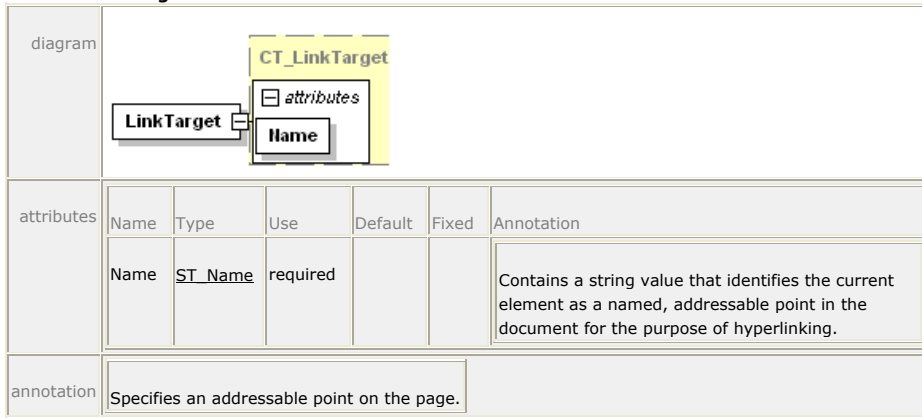 diagram
CT_LinkTarget
attributes
LinkTarget
Name
attributes
Name Type Use Default Fixed Annotation
Name ST_Name required
Contains a string value that identifies the current
element as a named, addressable point in the
document for the purpose of hyperlinking.
annotation
Specifies an addressable point on the page.